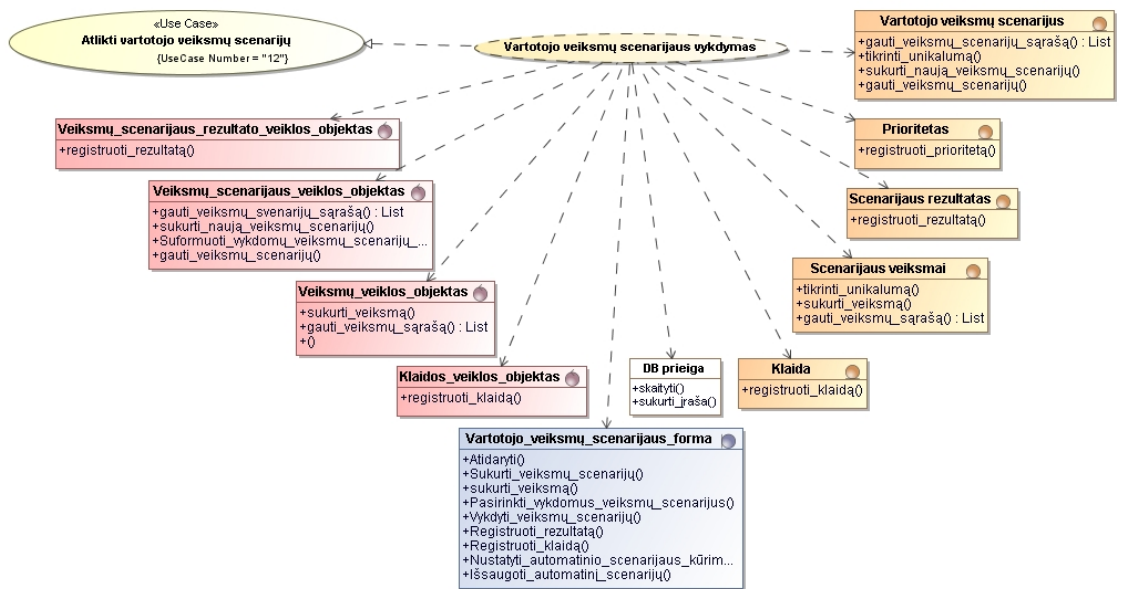 «Use Case»
Atlikti vartotojo veiksmų scenarijų
{UseCase Number = "12"}
Vartotojo veiksmų scenarijaus vykdymas
Vartotojo veiksmų scenarijus
+gauti_veiksmų_scenarijų_sąrašą() : List
+tikrinti_unikalumą()
+sukurti_naują_veiksmų_scenarijų()
+gauti_veiksmų_scenarijų()
Veiksmų_scenarijaus_rezultato_veiklos_objektas
+registruoti_rezultatą()
Prioritetas
+registruoti_prioritetą()
Veiksmų_scenarijaus_veiklos_objektas
+gauti_veiksmų_svenarijų_sąrašą() : List
+sukurti_naują_veiksmų_scenarijų()
+Suformuoti_vykdomų_veiksmų_scenarijų_...
+gauti_veiksmų_scenarijų()
Scenarijaus rezultatas
+registruoti_rezultatą()
Scenarijaus veiksmai
+tikrinti_unikalumą()
+sukurti_veiksmą()
+gauti_veiksmų_sąrašą() : List
Veiksmų_veiklos_objektas
+sukurti_veiksmą()
+gauti_veiksmų_sąrašą() : List
+()
Klaidos_veiklos_objektas
+registruoti_klaidą()
DB prieiga
+skaityti()
+sukurti_įraša()
Klaida
+registruoti_klaidą()
Vartotojo_veiksmų_scenarijaus_forma
+Atidaryti()
+Sukurti_veiksmų_scenarijų()
+sukurti_veiksmą()
+Pasirinkti_vykdomus_veiksmų_scenarijus()
+Vykdyti_veiksmų_scenarijų()
+Registruoti_rezultatą()
+Registruoti_klaidą()
+Nustatyti_automatinio_scenarijaus_kūrim...
+Išsaugoti_automatinį_scenarijų()